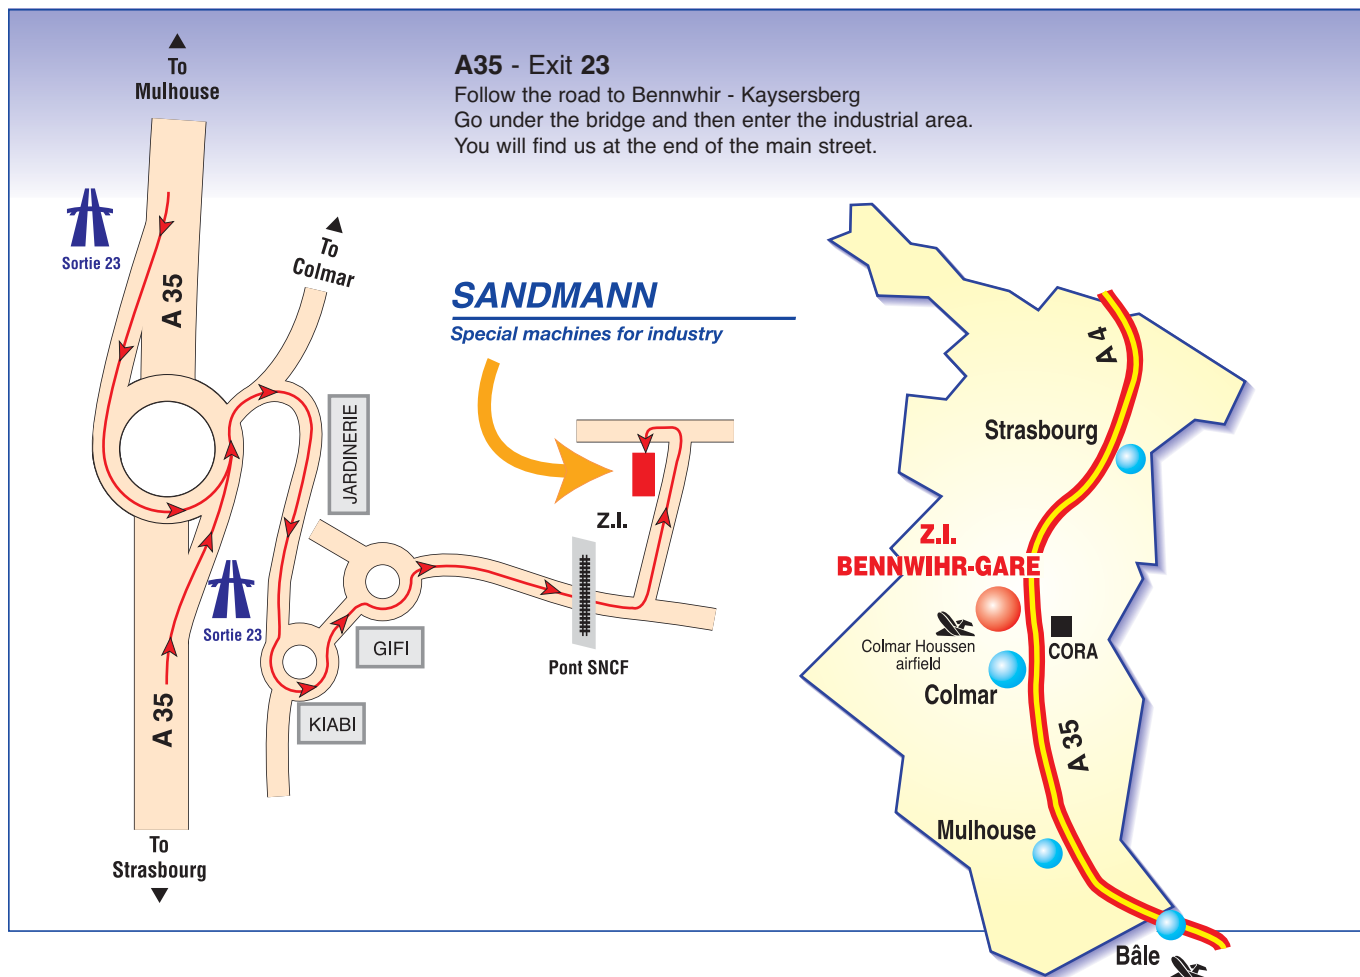 A35 - Exit 23
Follow the road to Bennwhir - Kaysersberg
Go under the bridge and then enter the industrial area.
You will find us at the end of the main street.
To
Mulhouse
Sortie 23
A 35
To
Colmar
SANDMANN
Special machines for industry
JARDINERIE
Z.I.
Sortie 23
GIFI
Pont SNCF
KIABI
A 35
To
Strasbourg
A 4
Strasbourg
Z.I.
BENNWIHR-GARE
Colmar Houssen
airfield
CORA
Colmar
A 35
Mulhouse
Bâle